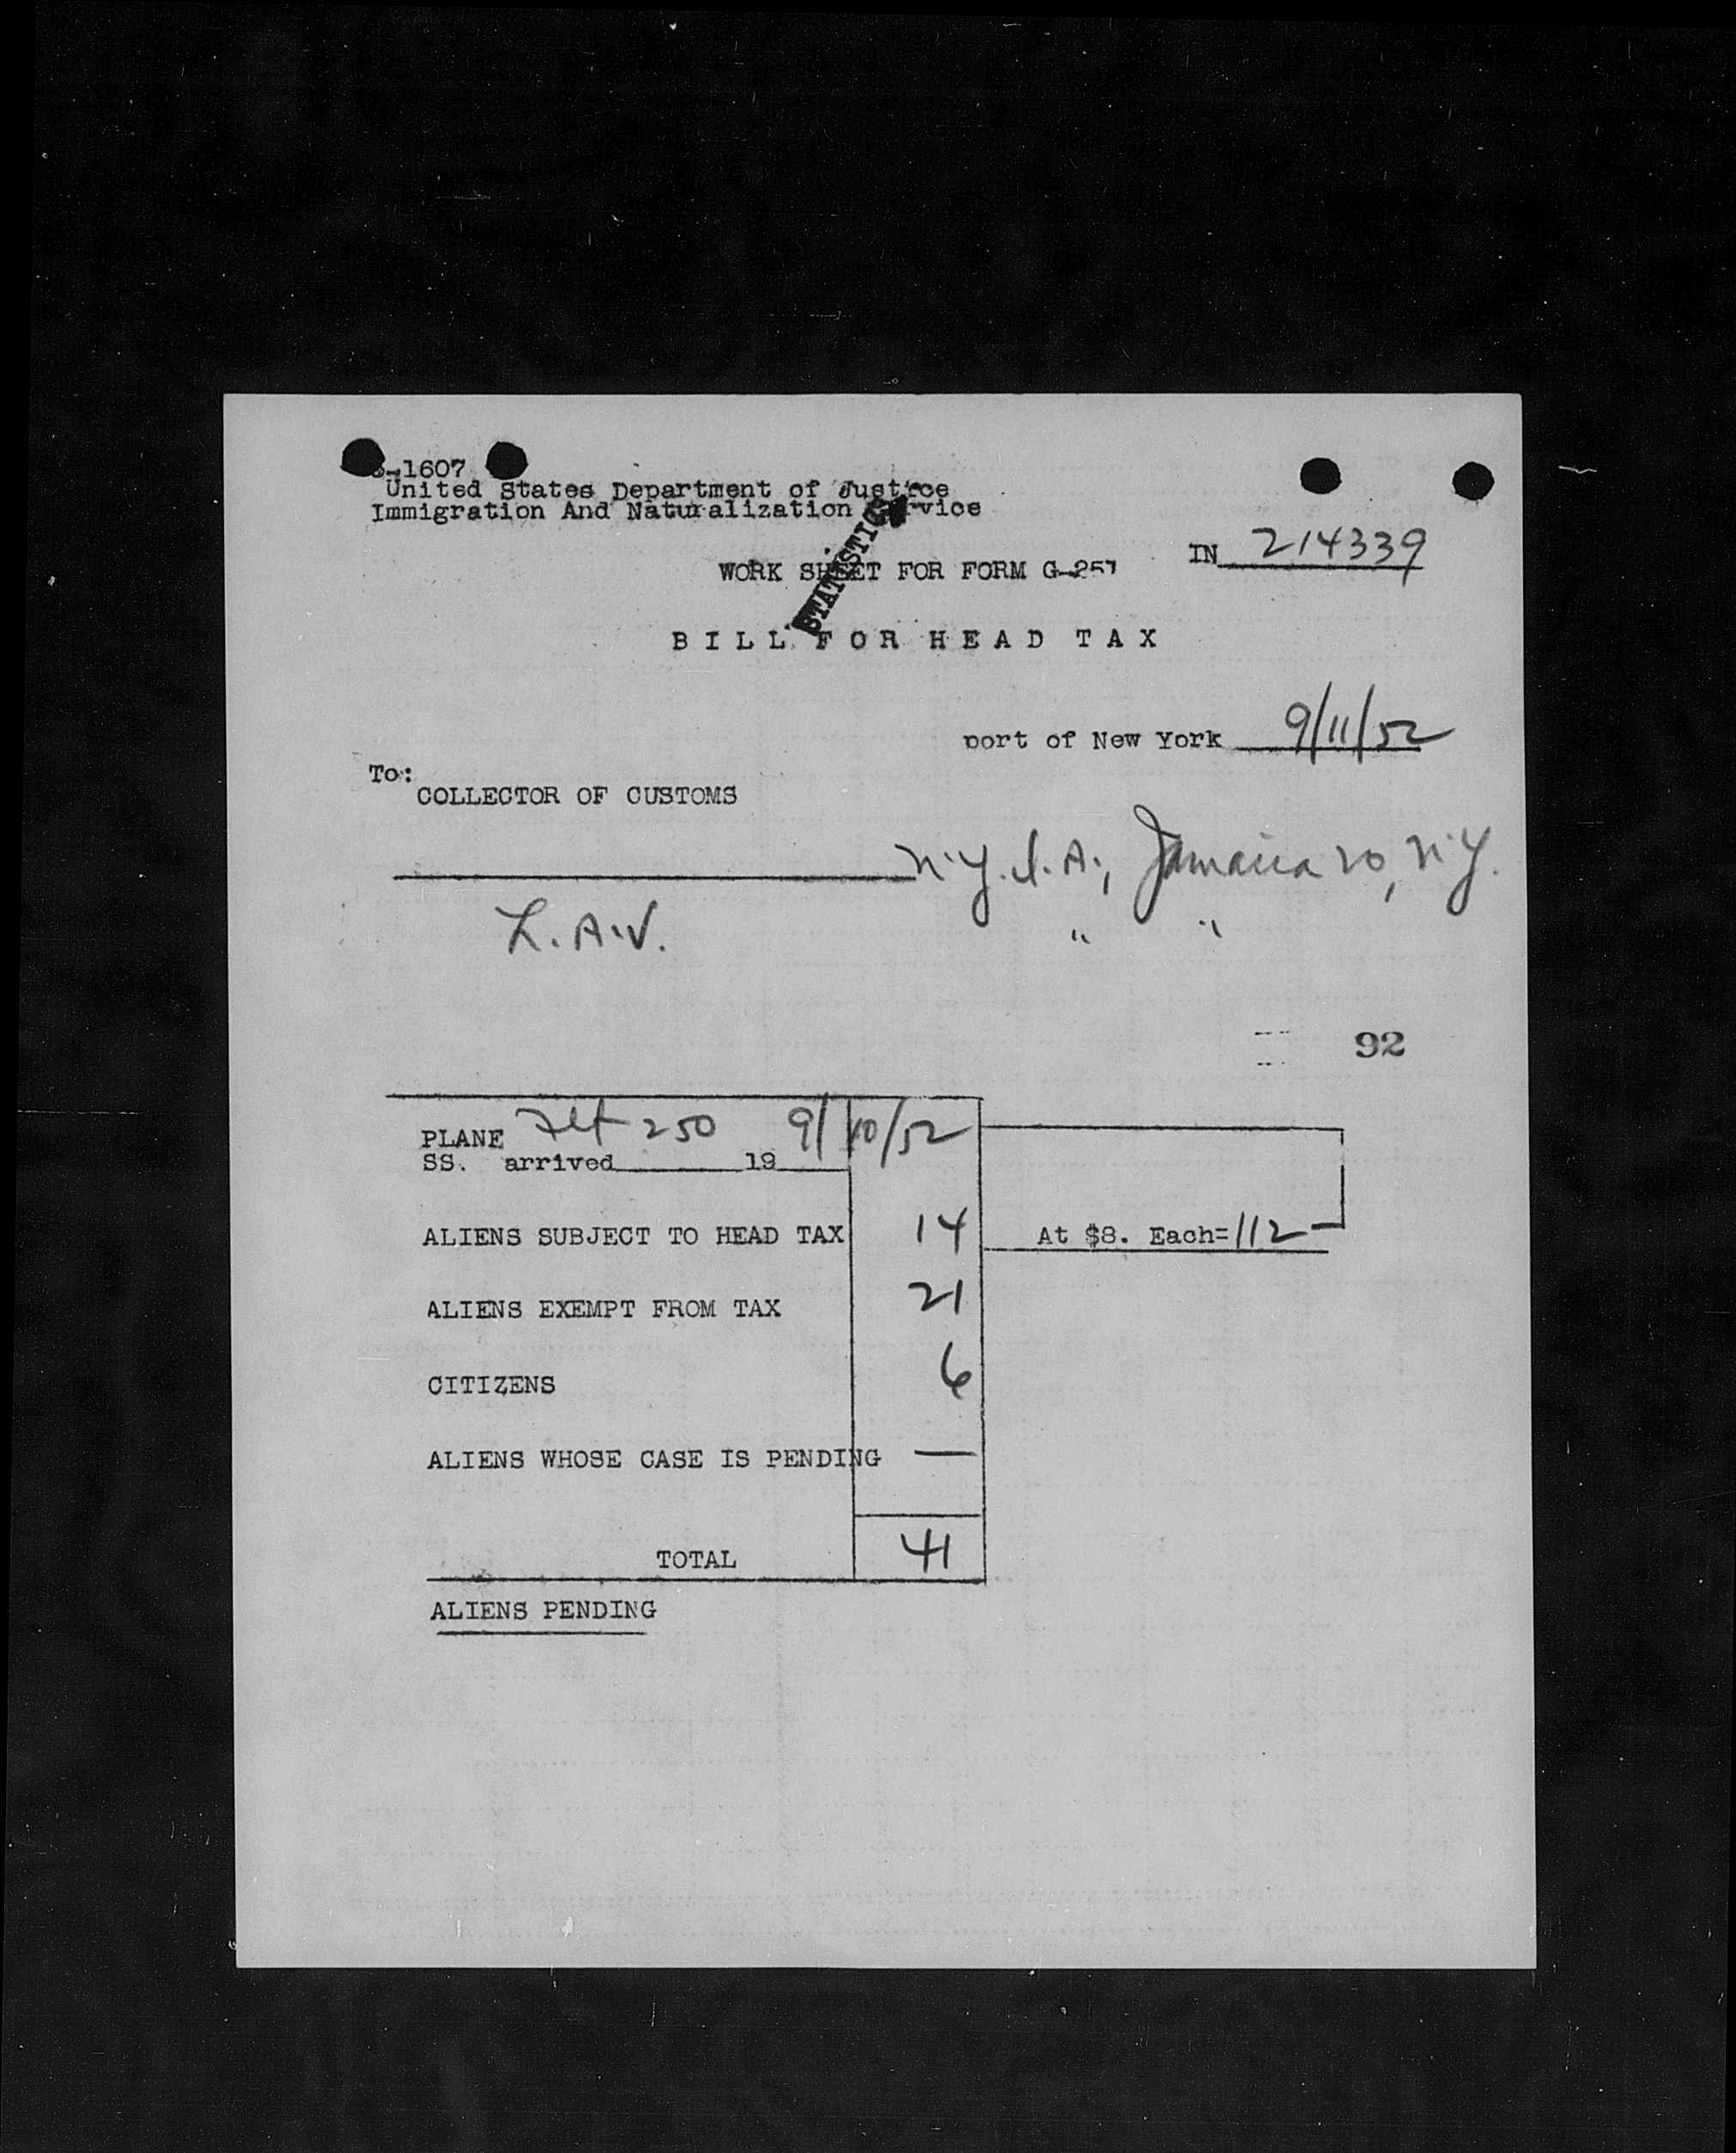 -1607
United States Department of Justice
Immigration And Naturalization Service
STATISTICS
WORK SHEET FOR FORM G-257
IN 214339
BILL FOR HEAD TAX
port of New York 9/11/52
To:
COLLECTOR OF CUSTOMS
N.Y.I.A., Jamaica 20, N.Y.
L.A.V. " "
92
PLANE Flt 250 9/10/52
SS. arrived 19
ALIENS SUBJECT TO HEAD TAX 14 At $8. Each=112
ALIENS EXEMPT FROM TAX 21
CITIZENS 6
ALIENS WHOSE CASE IS PENDING —
TOTAL 41
ALIENS PENDING